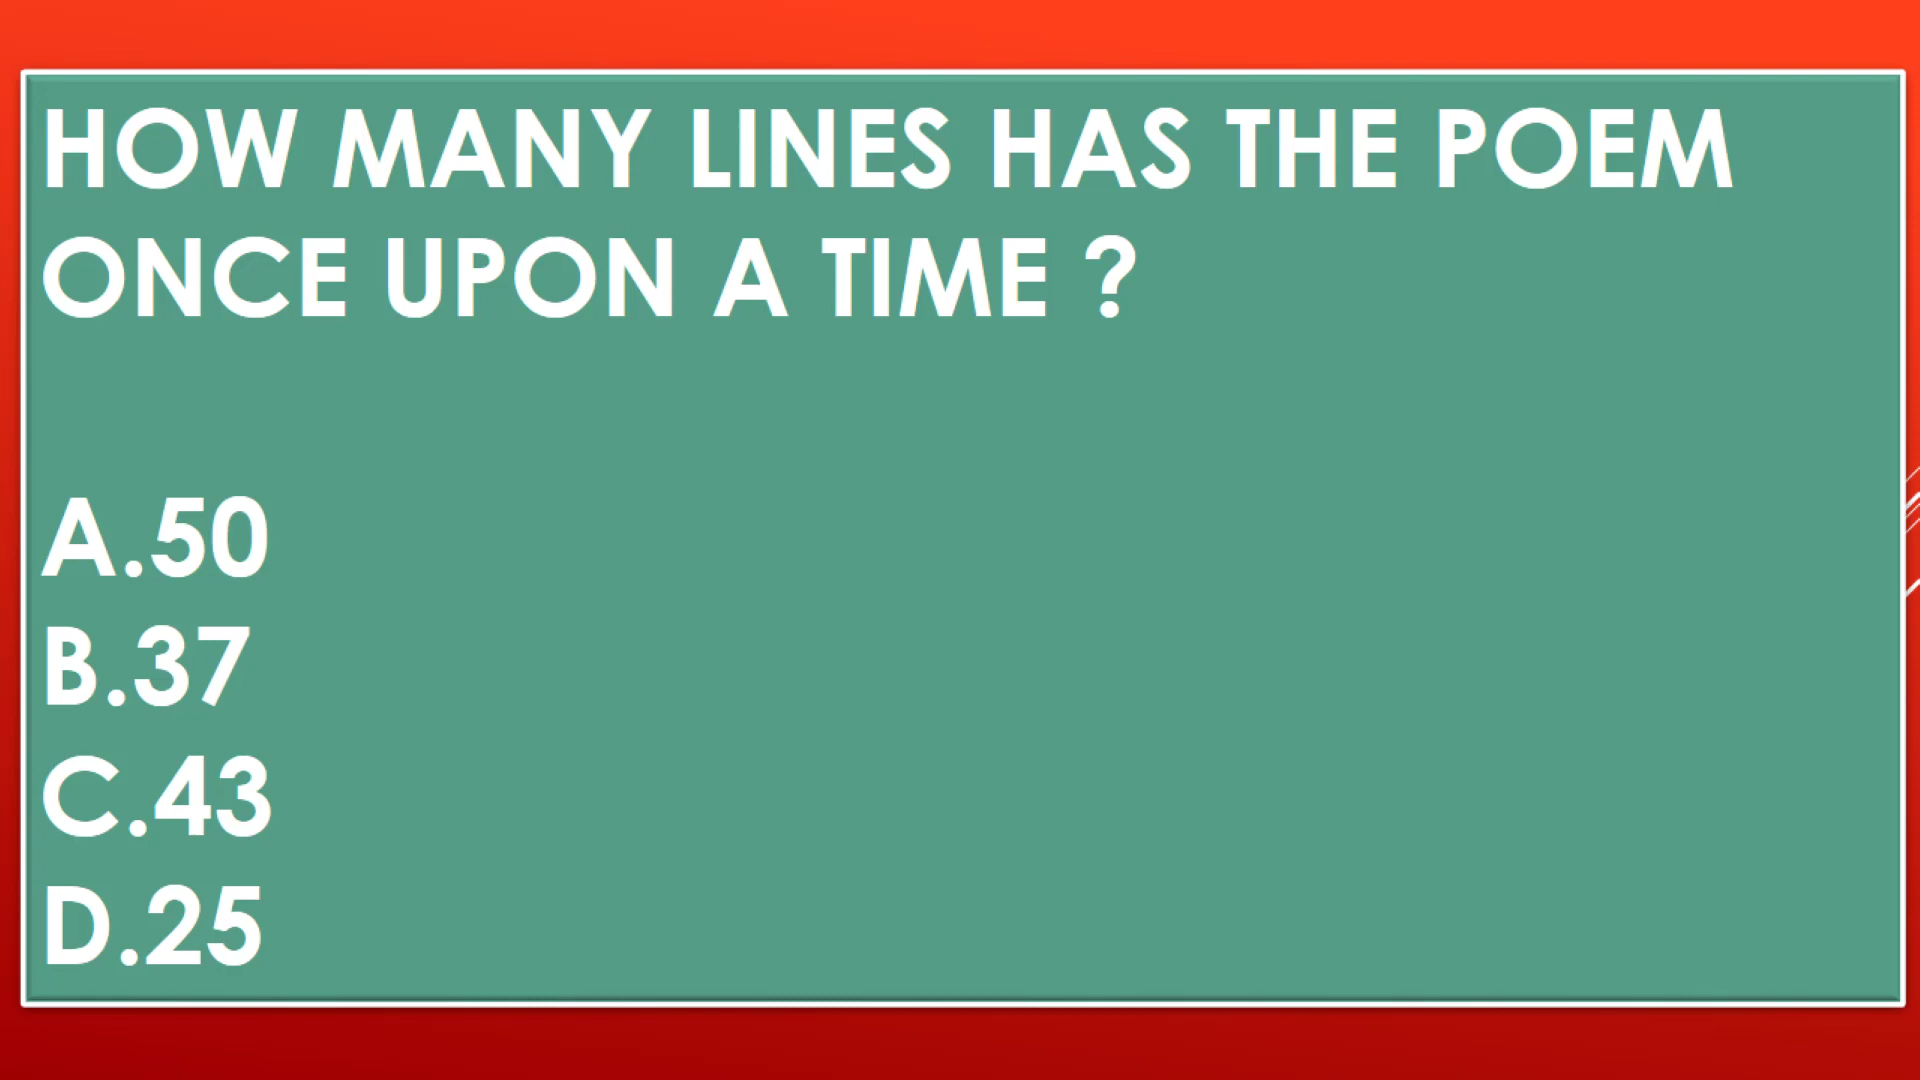 HOW MANY LINES HAS THE POEM
ONCE UPON A TIME ?
A.50
B.37
C.43
D.25